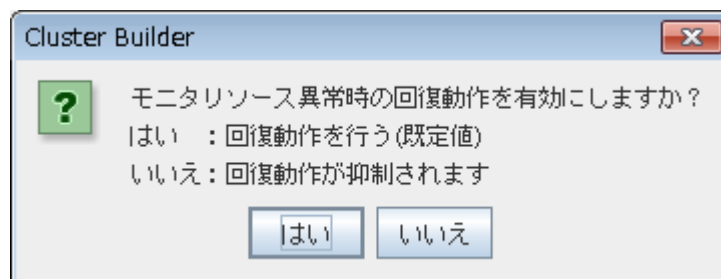 Cluster Builder
?
モニタリソース異常時の回復動作を有効にしますか？
はい　：回復動作を行う(既定値)
いいえ：回復動作が抑制されます
はい
いいえ